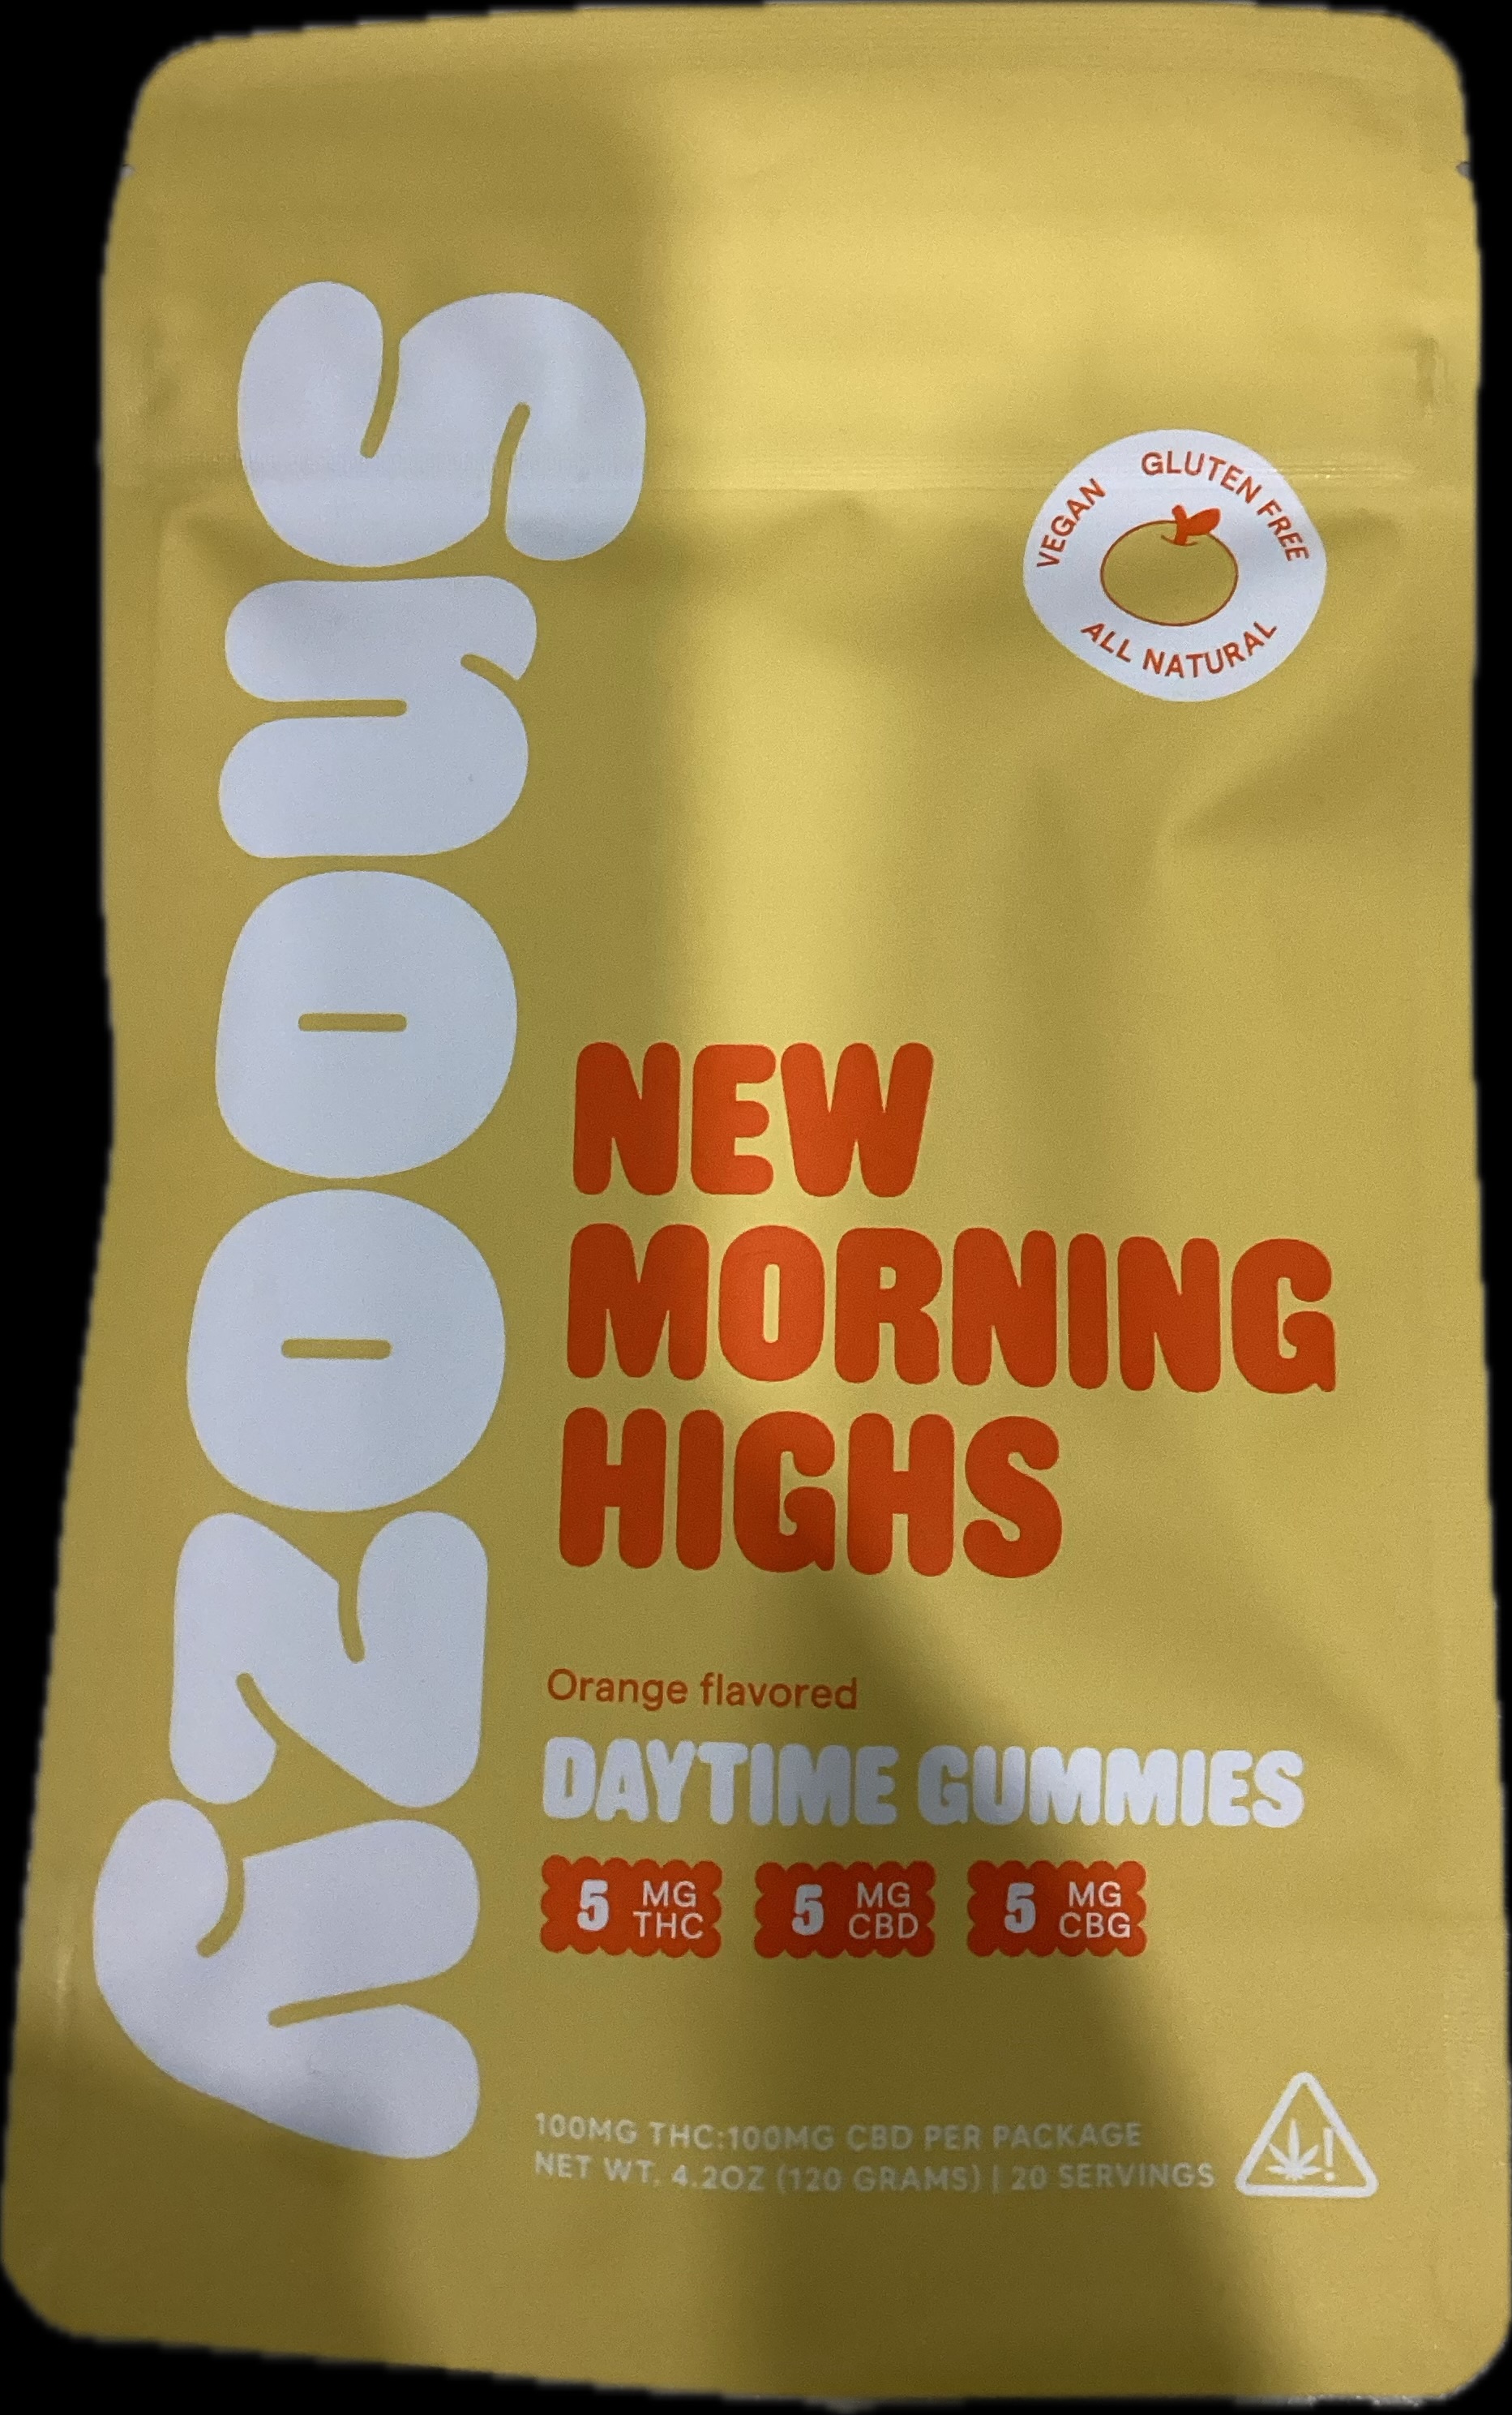 yzoons
VEGAN GLUTEN FREE
ALL NATURAL
NEW
MORNING
HIGHS
Orange flavored
DAYTIME GUMMIES
5 MG THC 5 MG CBD 5 MG CBG
100MG THC:100MG CBD PER PACKAGE
NET WT. 4.2OZ (120 GRAMS) | 20 SERVINGS
!